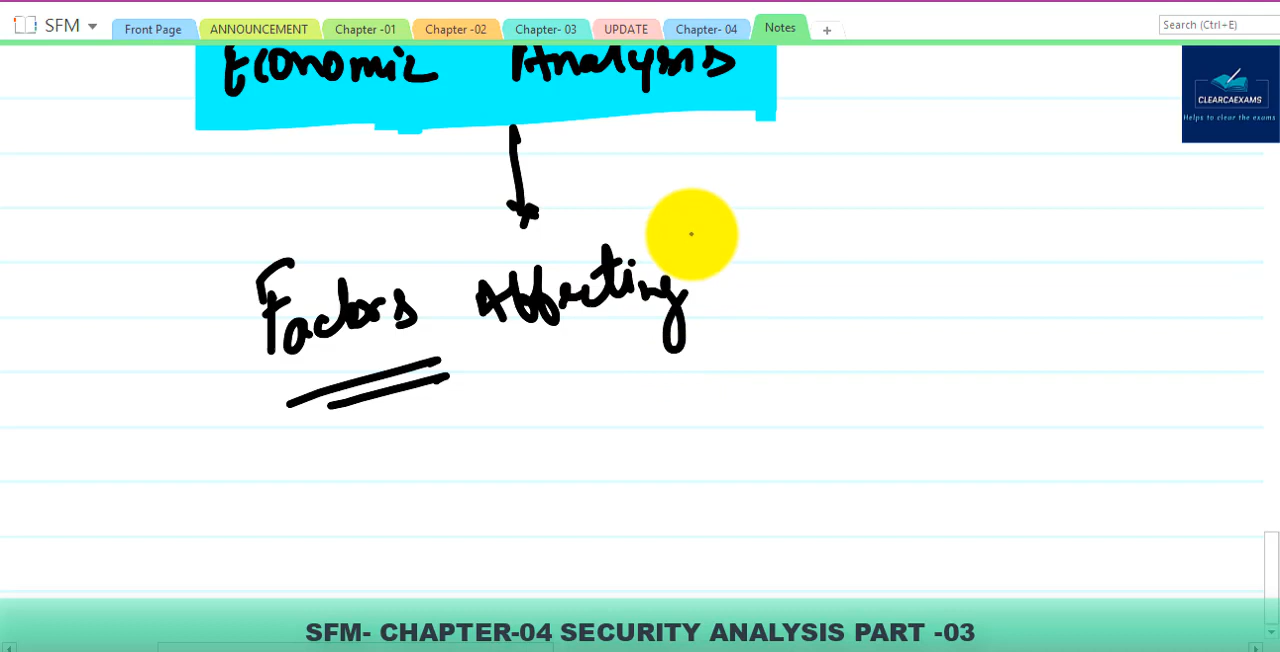 SFM
Front Page
ANNOUNCEMENT
Chapter -01
Chapter -02
Chapter- 03
UPDATE
Chapter- 04
Notes
Search (Ctrl+E)
Economic Analysis
CLEARCAEXAMS
Helps to clear the exams
Factors Affecting
SFM- CHAPTER-04 SECURITY ANALYSIS PART -03